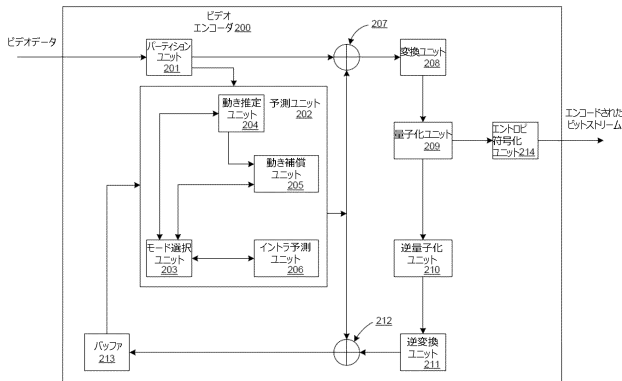 ビデオ
エンコーダ200
ビデオデータ
パーティション
ユニット
201
207
変換ユニット
208
動き推定
ユニット
204
予測ユニット
202
エンコードされた
ビットストリーム
量子化ユニット
209
エントロピ
符号化
ユニット214
動き補償
ユニット
205
モード選択
ユニット
203
イントラ予測
ユニット
206
逆量子化
ユニット
210
212
バッファ
213
逆変換
ユニット
211